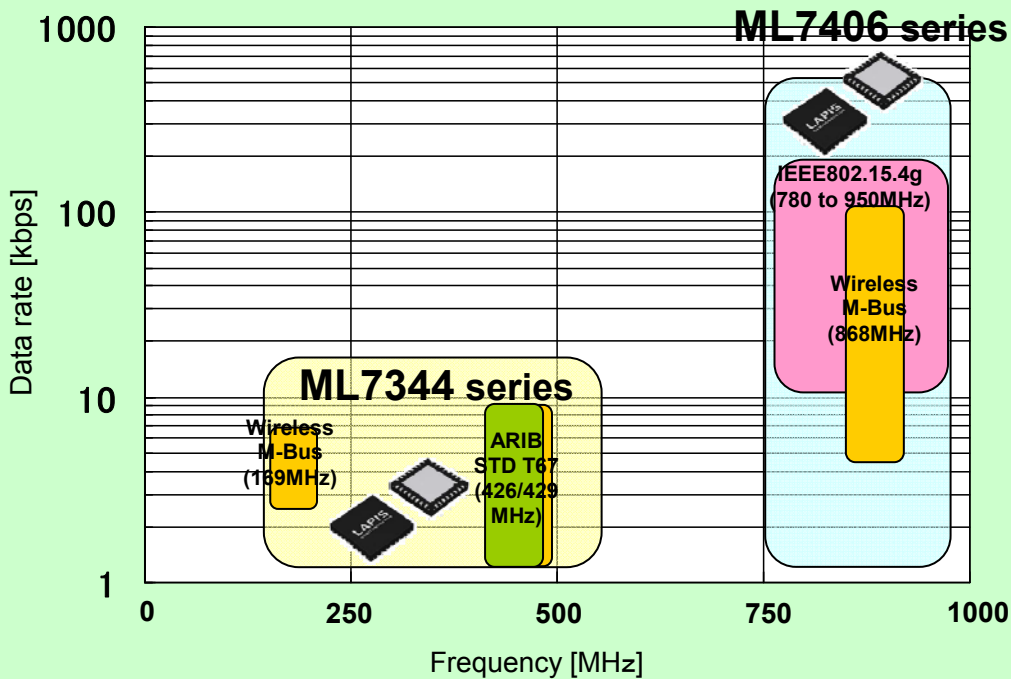 ML7406 series
1000
LAPIS
IEEE802.15.4g
(780 to 950MHz)
100
Wireless
M-Bus
(868MHz)
Data rate [kbps]
ML7344 series
10
Wireless
M-Bus
(169MHz)
ARIB
STD T67
(426/429
MHz)
LAPIS
1
0
250
500
750
1000
Frequency [MHz]